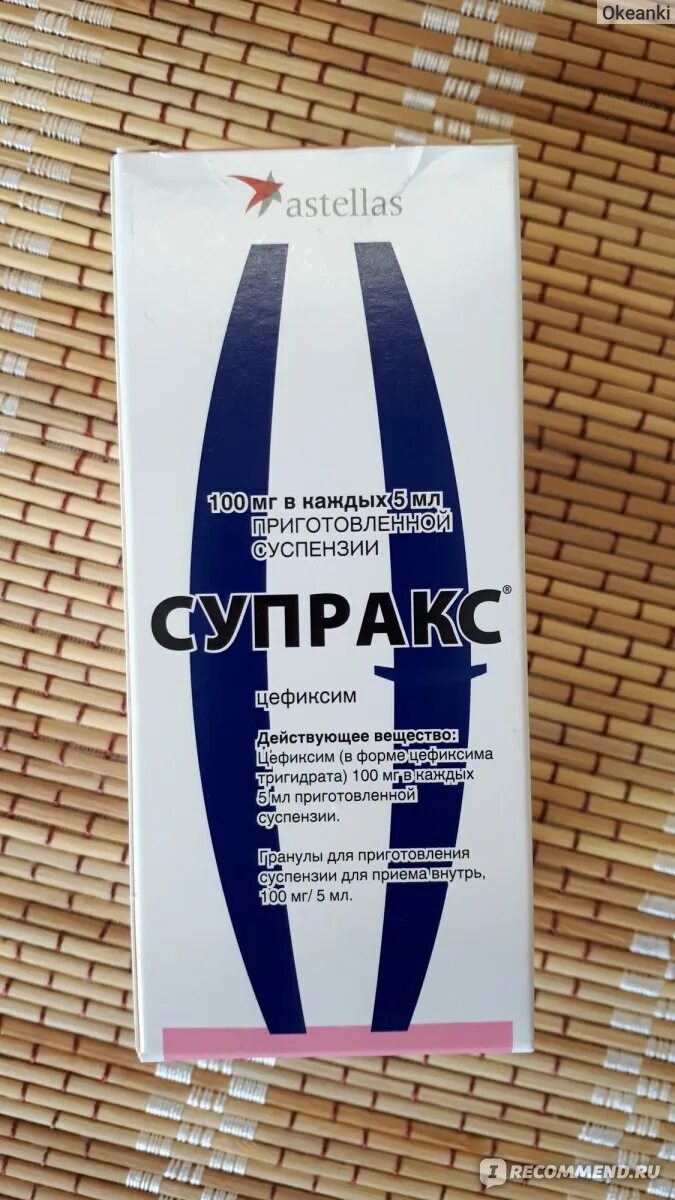 Okeanki
astellas
100 мг в каждых 5 мл
ПРИГОТОВЛЕННОЙ
СУСПЕНЗИИ
СУПРАКС®
цефиксим
Действующее вещество:
Цефиксим (в форме цефиксима
тригидрата) 100 мг в каждых
5 мл приготовленной
суспензии.
Гранулы для приготовления
суспензии для приема внутрь,
100 мг/ 5 мл.
IRECOMMEND.RU